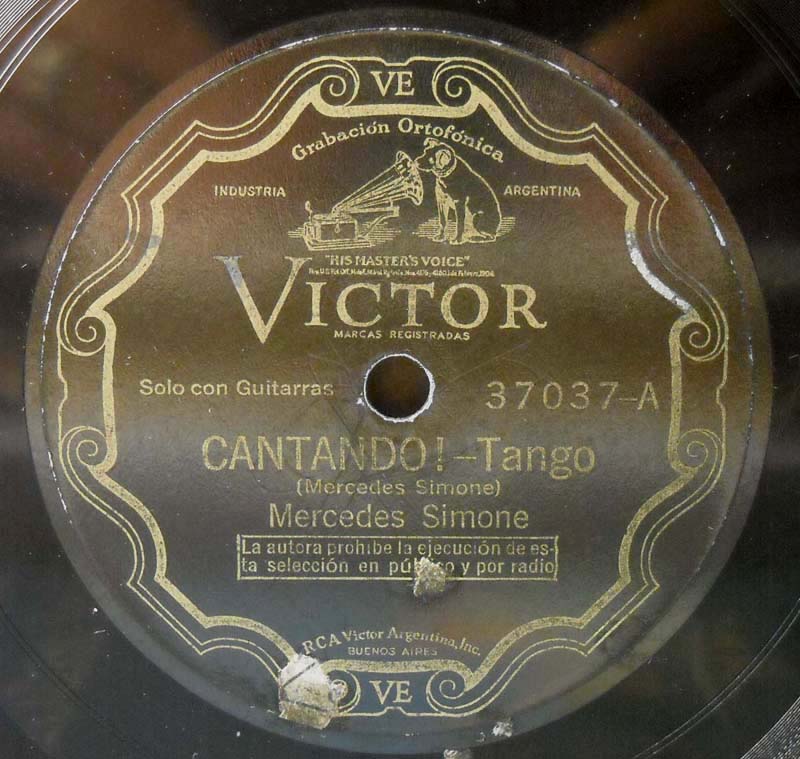 VE
Grabación Ortofónica
INDUSTRIA ARGENTINA
"HIS MASTER'S VOICE"
VICTOR
MARCAS REGISTRADAS
Solo con Guitarras 37037-A
CANTANDO!-Tango
(Mercedes Simone)
Mercedes Simone
La autora prohibe la ejecución de es-
ta selección en y por radio
RCA Victor Argentina, Inc.
BUENOS AIRES
VE